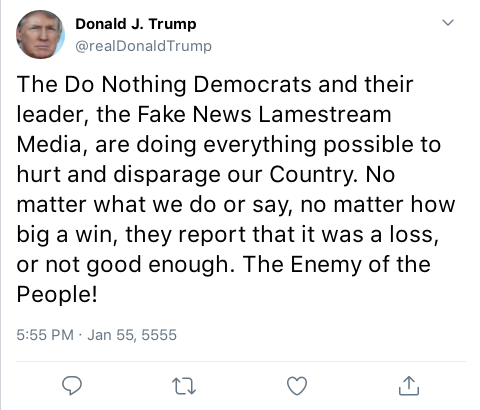 Donald J. Trump
@realDonaldTrump
The Do Nothing Democrats and their
leader, the Fake News Lamestream
Media, are doing everything possible to
hurt and disparage our Country. No
matter what we do or say, no matter how
big a win, they report that it was a loss,
or not good enough. The Enemy of the
People!
5:55 PM · Jan 55, 5555